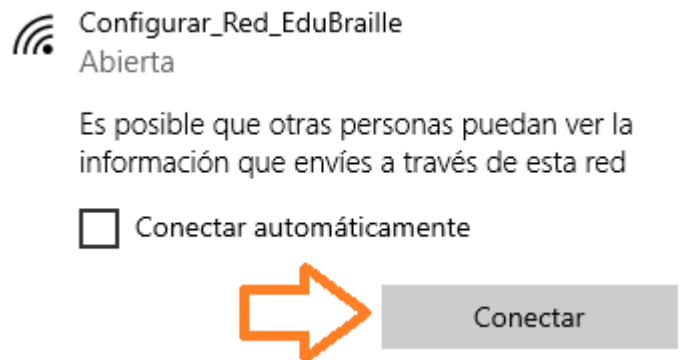 Configurar_Red_EduBraille
Abierta
Es posible que otras personas puedan ver la
información que envíes a través de esta red
Conectar automáticamente
Conectar